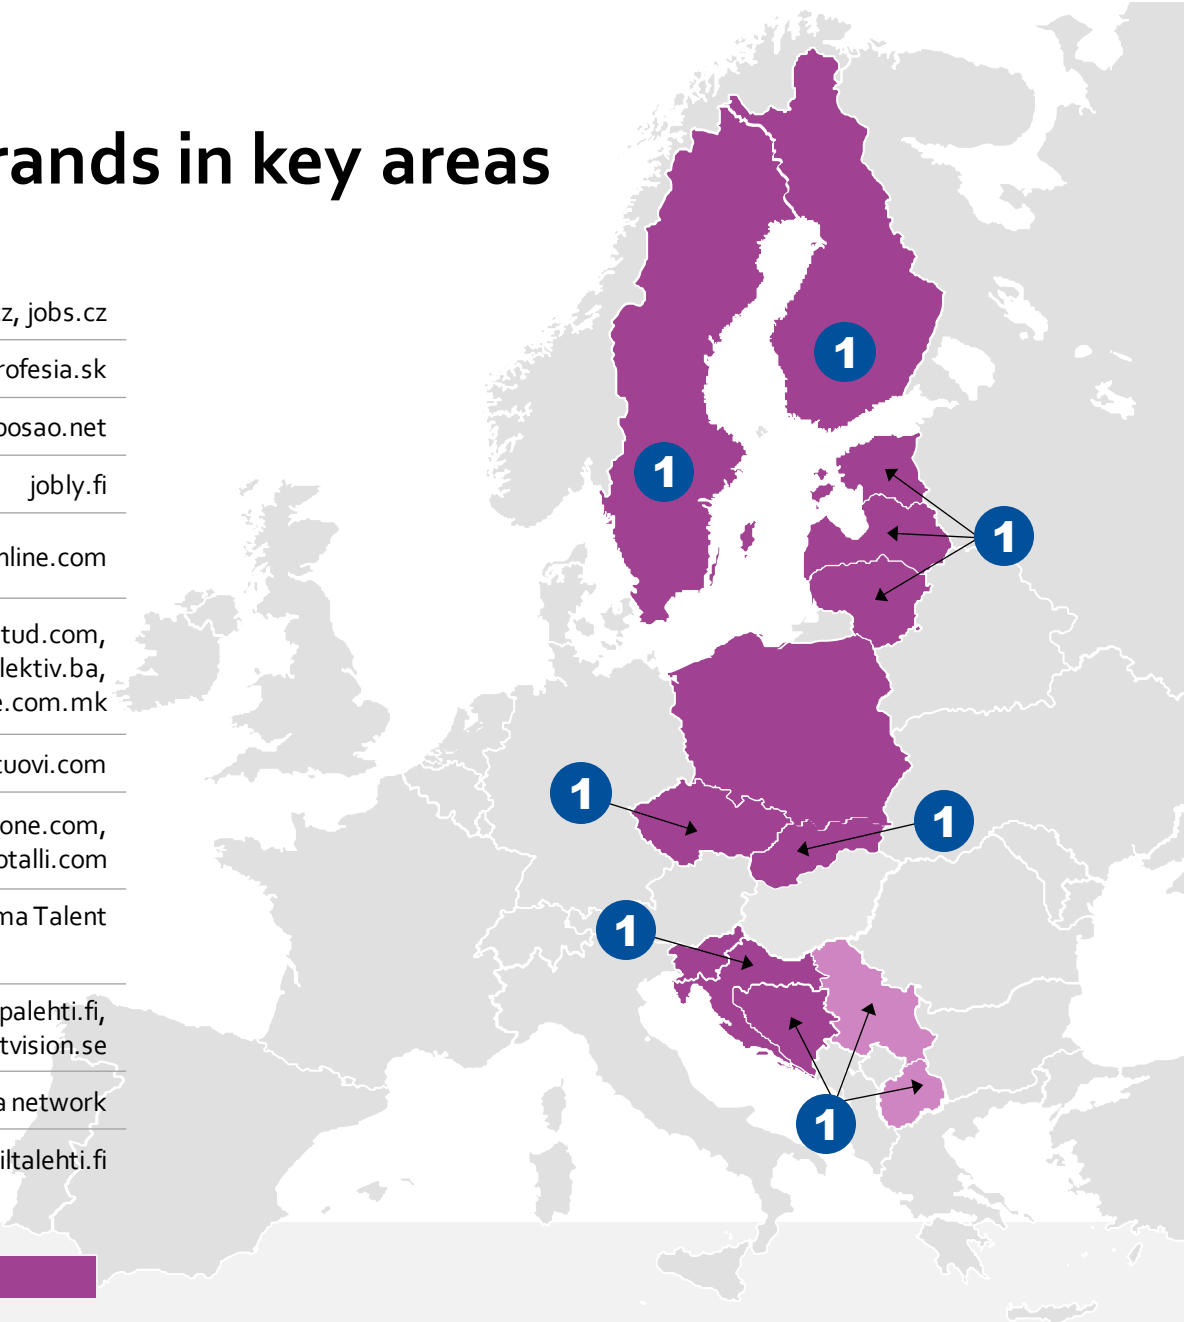 rands in key areas
z, jobs.cz
rofesia.sk
posao.net
jobly.fi
nline.com
tud.com,
lektiv.ba,
e.com.mk
tuovi.com
one.com,
otalli.com
ma Talent
palehti.fi,
tvision.se
a network
iltalehti.fi
1
1
1
1
1
1
1